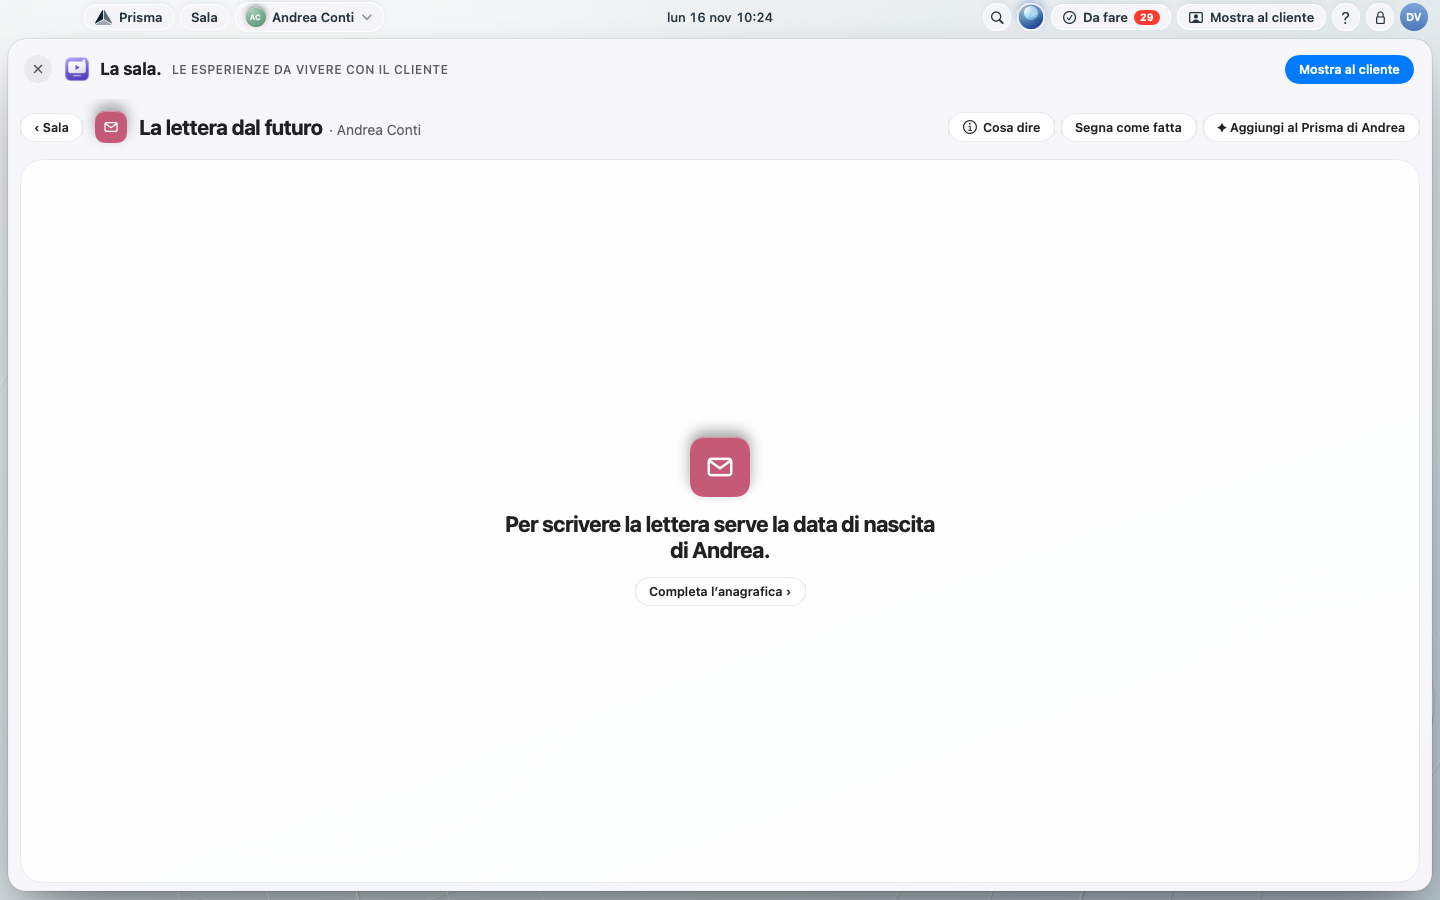 Prisma
Sala
AC Andrea Conti
lun 16 nov 10:24
Da fare 29
Mostra al cliente
?
DV
La sala. LE ESPERIENZE DA VIVERE CON IL CLIENTE
Mostra al cliente
‹ Sala
La lettera dal futuro · Andrea Conti
Cosa dire
Segna come fatta
✦ Aggiungi al Prisma di Andrea
Per scrivere la lettera serve la data di nascita
di Andrea.
Completa l’anagrafica ›